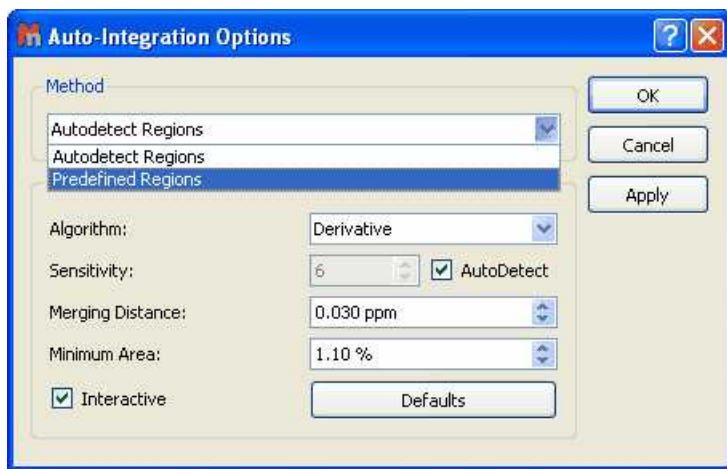 Auto-Integration Options
Method
Autodetect Regions
Autodetect Regions
Predefined Regions
Algorithm: Derivative
Sensitivity: 6 AutoDetect
Merging Distance: 0.030 ppm
Minimum Area: 1.10 %
Interactive Defaults
OK
Cancel
Apply